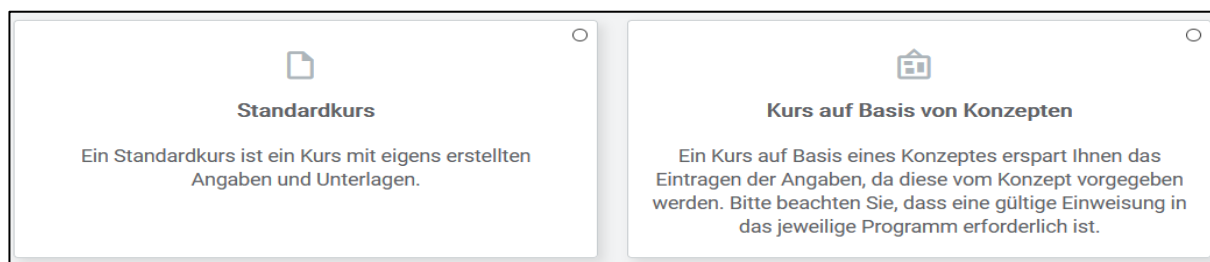 Standardkurs
Ein Standardkurs ist ein Kurs mit eigens erstellten
Angaben und Unterlagen.
Kurs auf Basis von Konzepten
Ein Kurs auf Basis eines Konzeptes erspart Ihnen das
Eintragen der Angaben, da diese vom Konzept vorgegeben
werden. Bitte beachten Sie, dass eine gültige Einweisung in
das jeweilige Programm erforderlich ist.